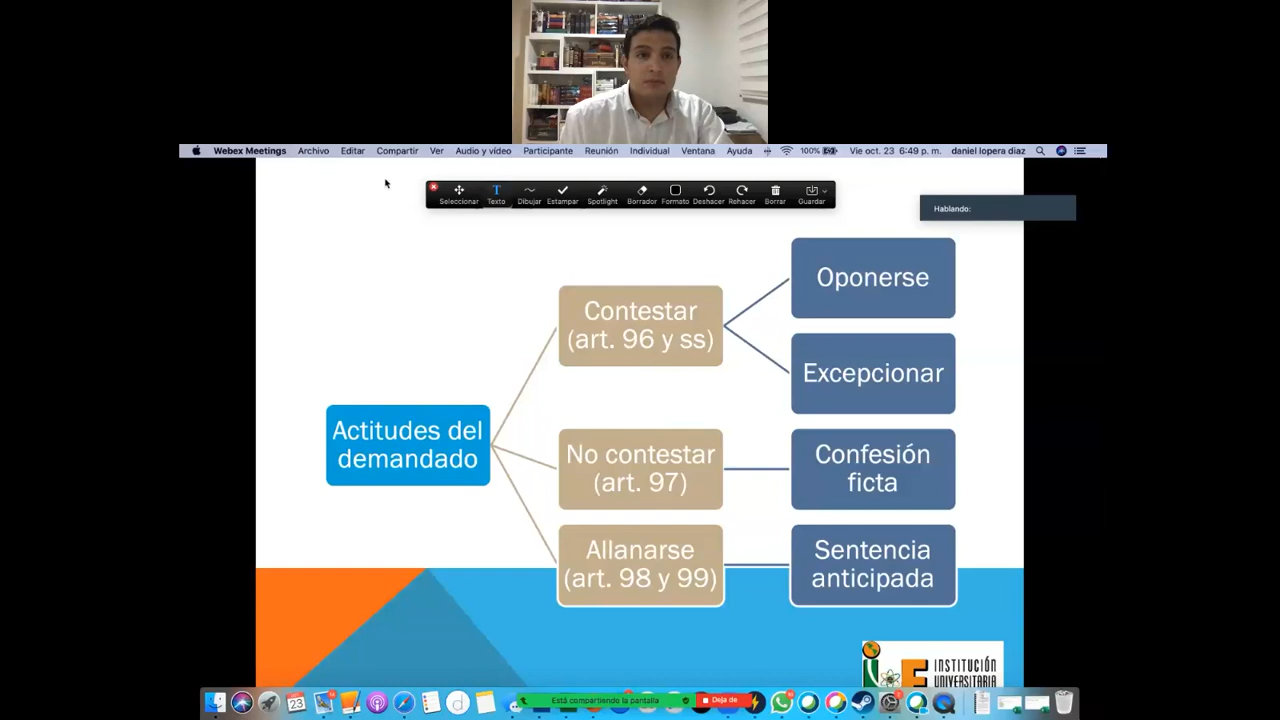 Webex Meetings Archivo Editar Compartir Ver Audio y vídeo Participante Reunión Individual Ventana Ayuda 100% Vie oct. 23 6:49 p. m. daniel lopera diaz
Seleccionar Texto Dibujar Estampar Spotlight Borrador Formato Deshacer Rehacer Borrar Guardar
Hablando:
Actitudes del
demandado
Contestar
(art. 96 y ss)
Oponerse
Excepcionar
No contestar
(art. 97)
Confesión
ficta
Allanarse
(art. 98 y 99)
Sentencia
anticipada
INSTITUCIÓN
UNIVERSITARIA
Está compartiendo la pantalla
Deja de